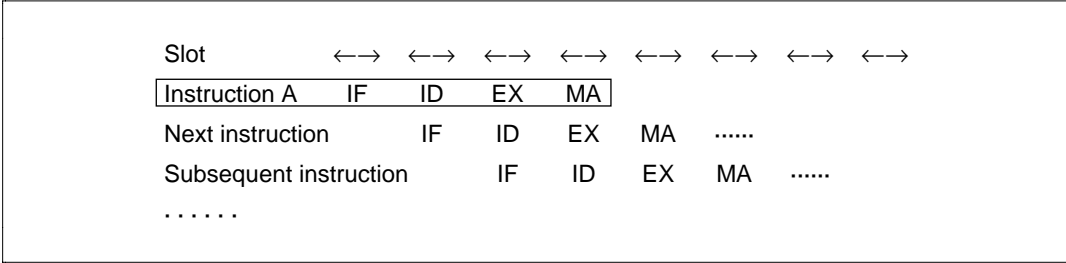 Slot ←→ ←→ ←→ ←→ ←→ ←→ ←→ ←→
Instruction A IF ID EX MA
Next instruction IF ID EX MA ......
Subsequent instruction IF ID EX MA ......
. . . . . .